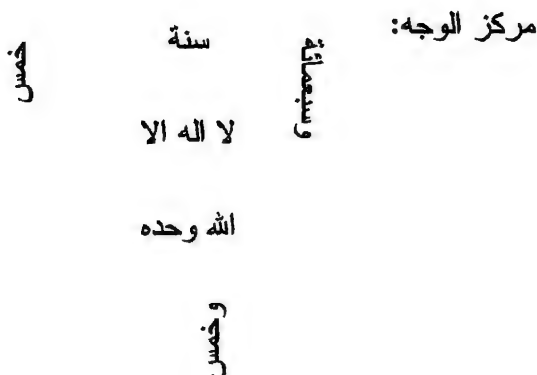 مركز الوجه:
سنة
خمس
وخمس
وسبعمائة
لا اله الا
الله وحده